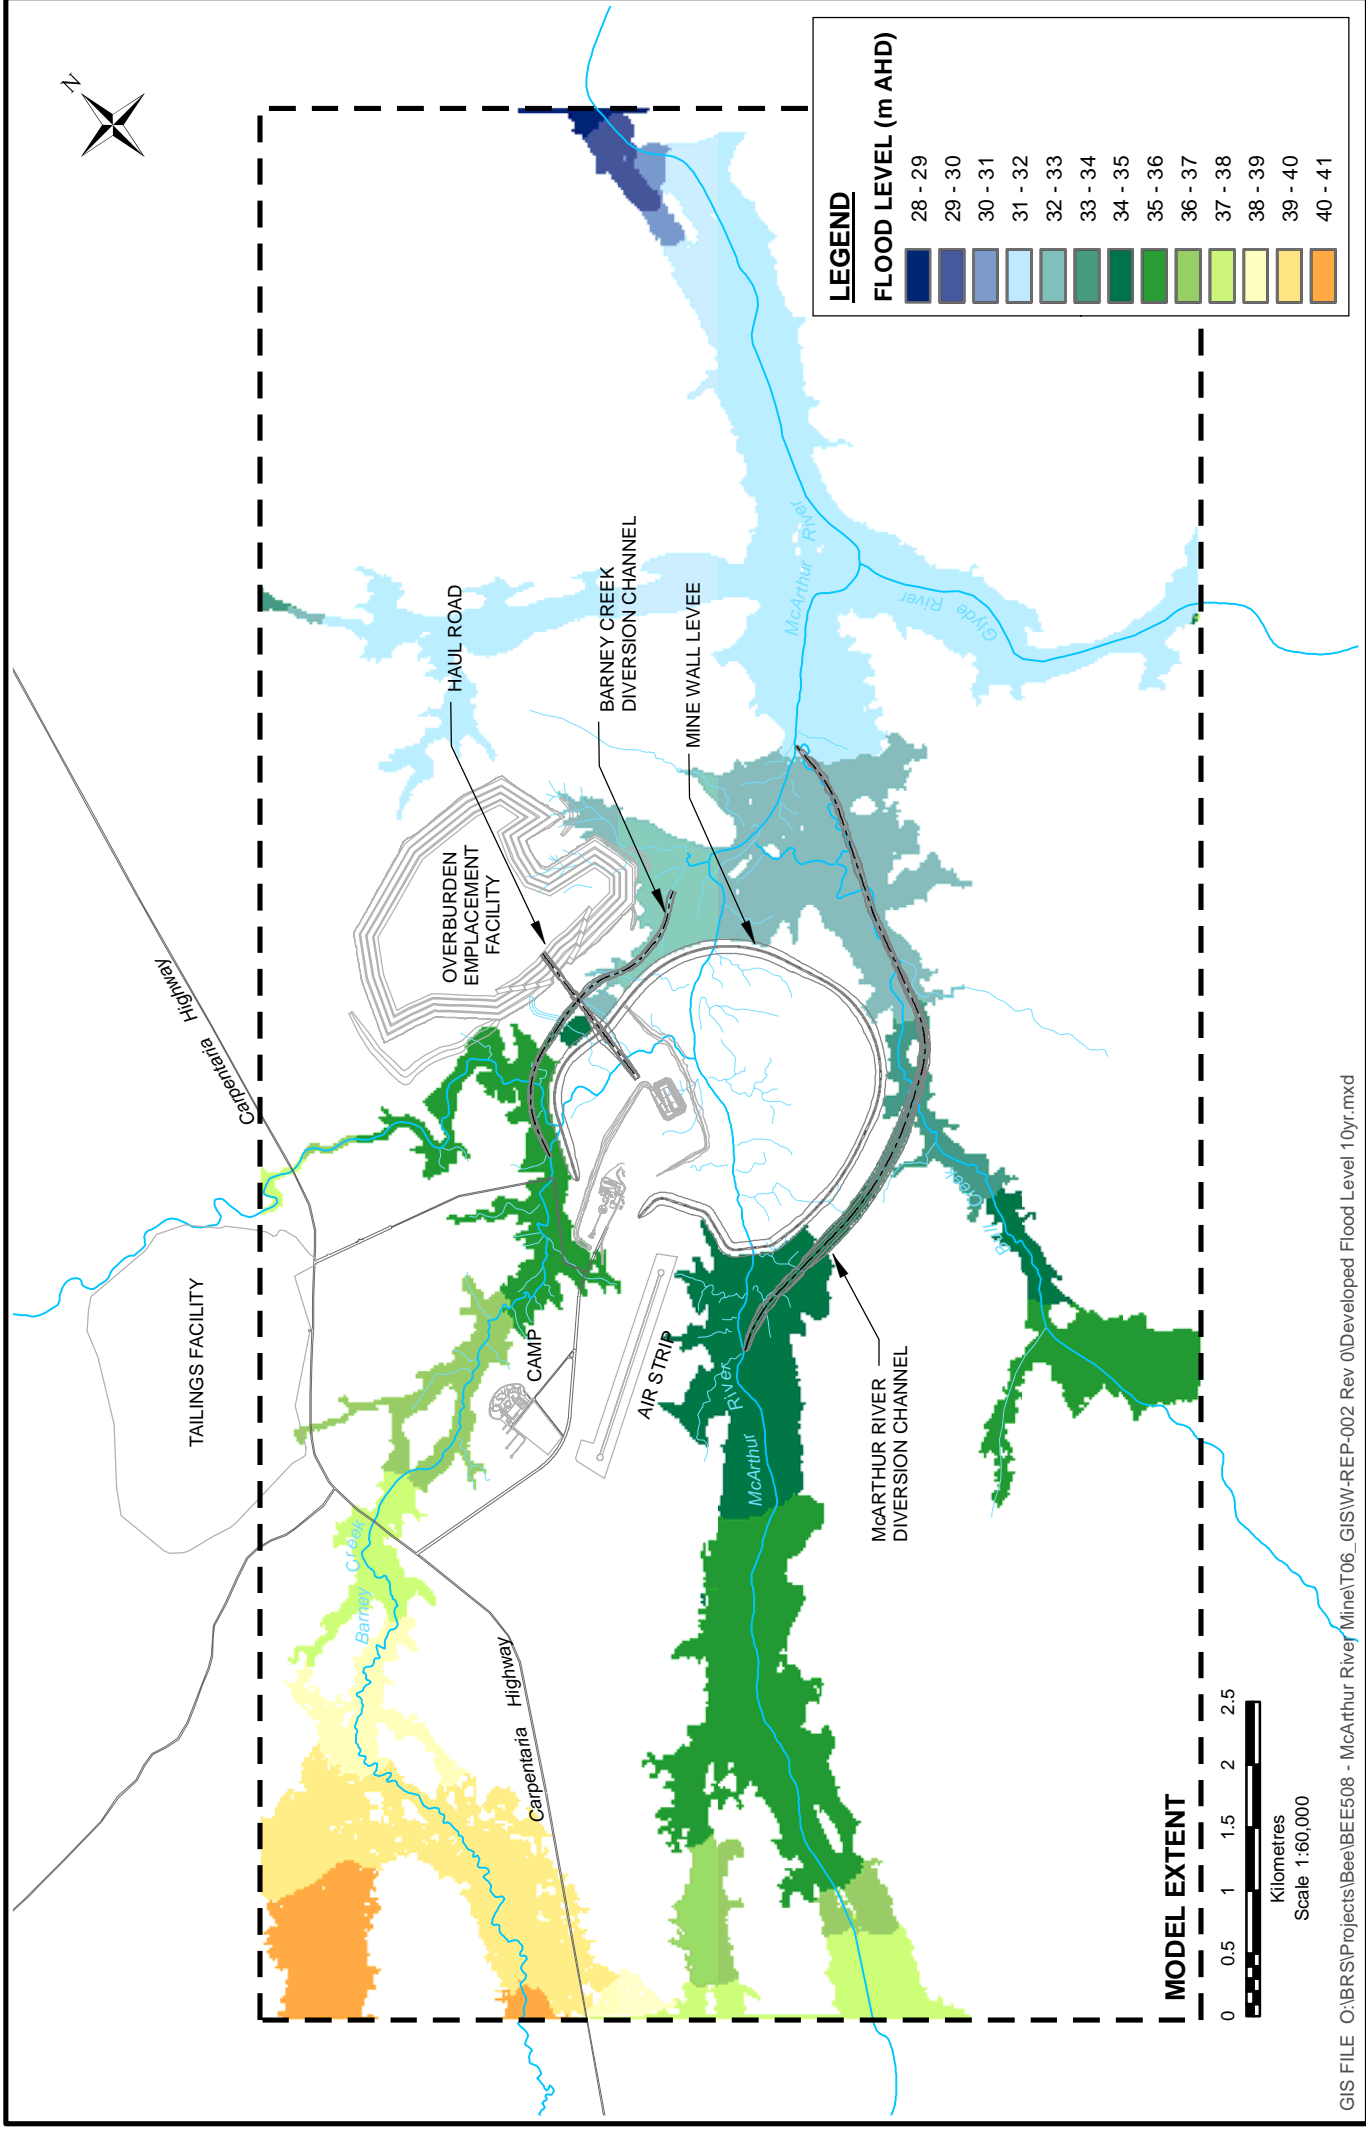 N
Carpentaria Highway
TAILINGS FACILITY
OVERBURDEN
EMPLACEMENT
FACILITY
HAUL ROAD
BARNEY CREEK
DIVERSION CHANNEL
MINE WALL LEVEE
Barney Creek
CAMP
AIR STRIP
Carpentaria Highway
McArthur River
McArthur River
Glyde River
Bull Creek
McARTHUR RIVER
DIVERSION CHANNEL
MODEL EXTENT
0 0.5 1 1.5 2 2.5
Kilometres
Scale 1:60,000
LEGEND
FLOOD LEVEL (m AHD)
28 - 29
29 - 30
30 - 31
31 - 32
32 - 33
33 - 34
34 - 35
35 - 36
36 - 37
37 - 38
38 - 39
39 - 40
40 - 41
GIS FILE O:\BRS\Projects\Bee\BEE508 - McArthur River Mine\T06_GIS\W-REP-002 Rev 0\Developed Flood Level 10yr.mxd